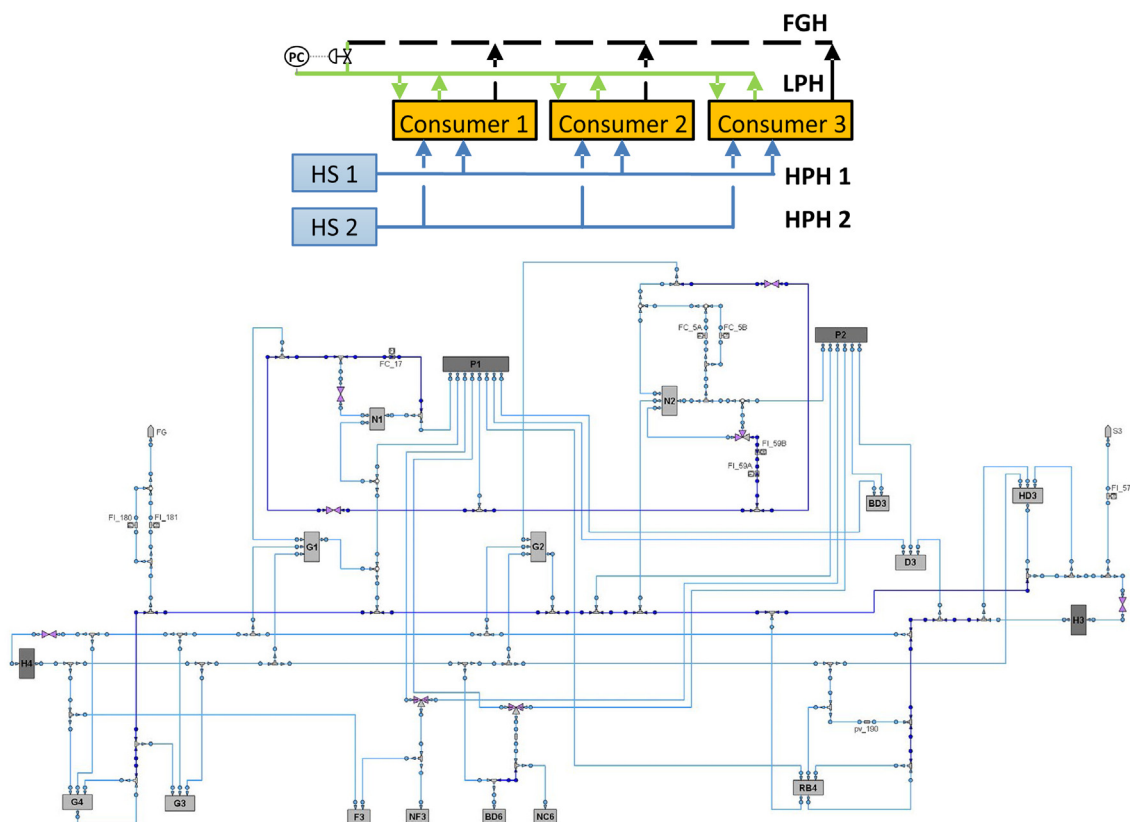 FGH
PC
LPH
Consumer 1
Consumer 2
Consumer 3
HS 1
HPH 1
HS 2
HPH 2
FC_5A
FC_5B
P2
FC_17
P1
N2
N1
FG
S3
FI_59B
FI_59A
FI_57
HD3
BD3
FI_180
FI_181
G1
G2
D3
H3
H4
pv_190
RB4
G4
G3
F3
NF3
BD6
NC6